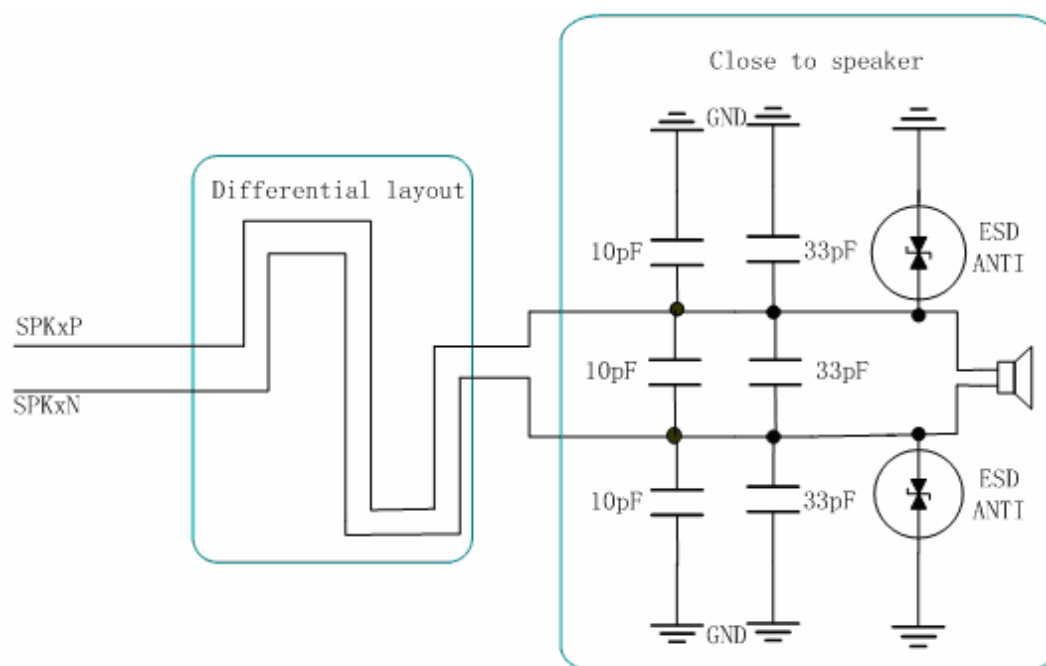 Close to speaker
GND
Differential layout
10pF
33pF
ESD
ANTI
SPKxP
10pF
33pF
SPKxN
10pF
33pF
ESD
ANTI
GND